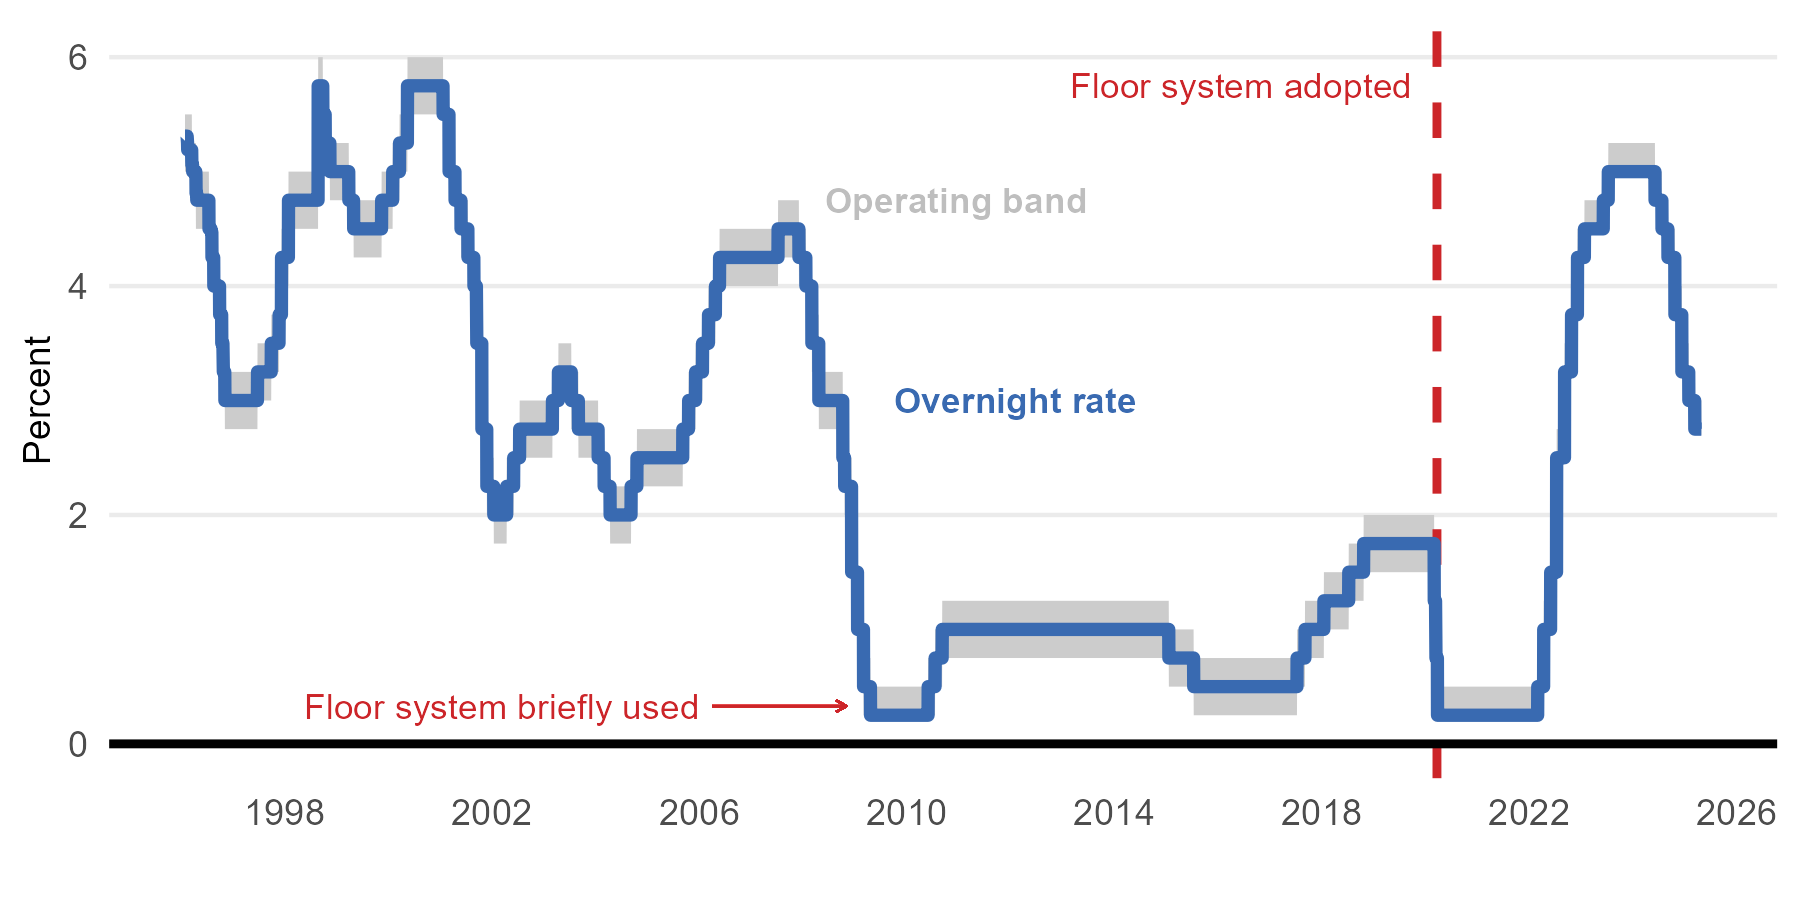 6
Floor system adopted
Operating band
4
Percent
Overnight rate
2
Floor system briefly used
0
1998 2002 2006 2010 2014 2018 2022 2026